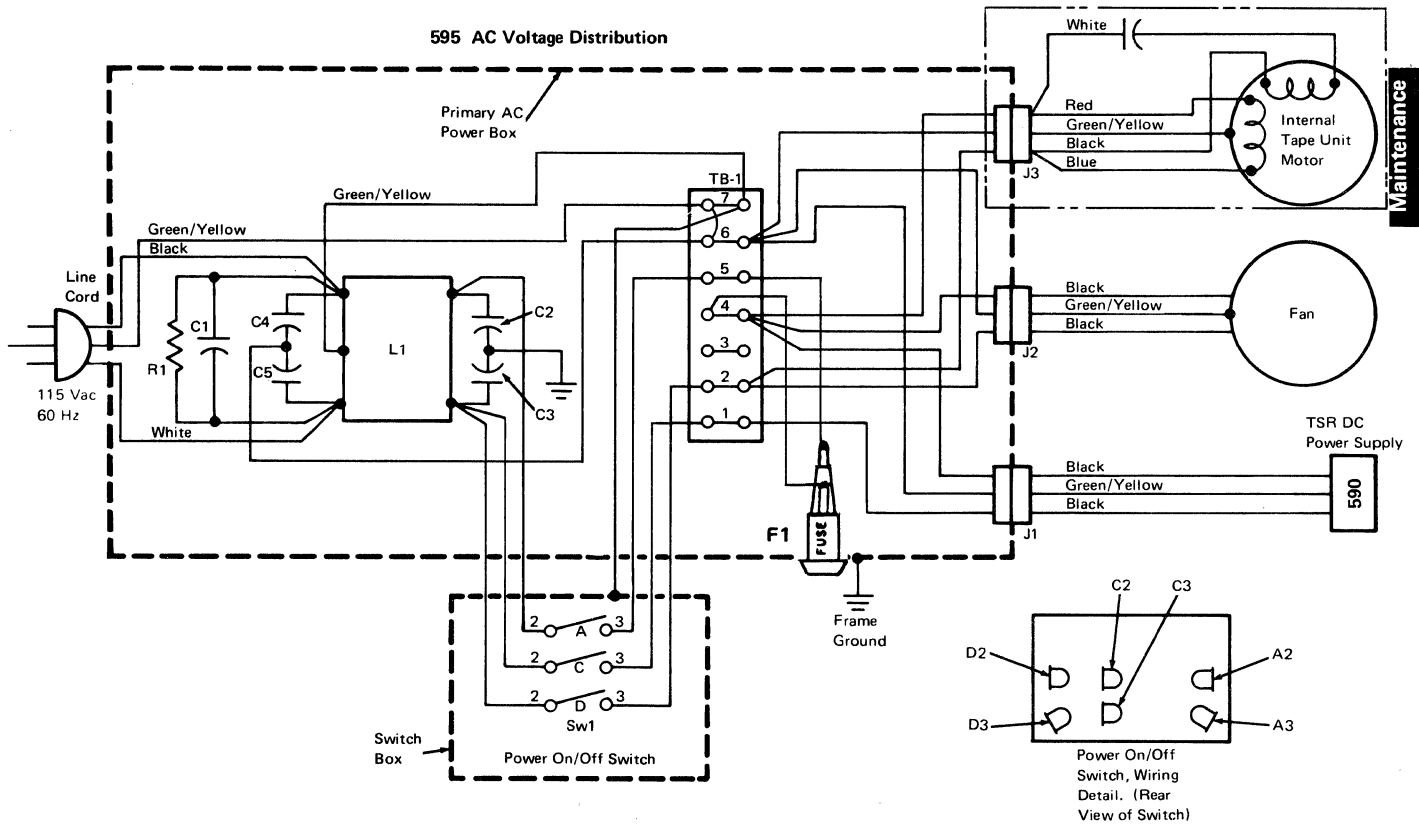 595 AC Voltage Distribution
White
Primary AC
Power Box
Red
Green/Yellow
Black
Blue
J3
Internal
Tape Unit
Motor
Maintenance
TB-1
7
6
5
4
3
2
1
Green/Yellow
Green/Yellow
Black
Line
Cord
115 Vac
60 Hz
R1
C1
C4
C5
L1
C2
C3
White
Black
Green/Yellow
Black
J2
Fan
TSR DC
Power Supply
Black
Green/Yellow
Black
J1
590
F1
FUSE
Frame
Ground
2 A 3
2 C 3
2 D 3
Sw1
Switch
Box
Power On/Off Switch
C2 C3
D2 A2
D3 A3
Power On/Off
Switch, Wiring
Detail. (Rear
View of Switch)